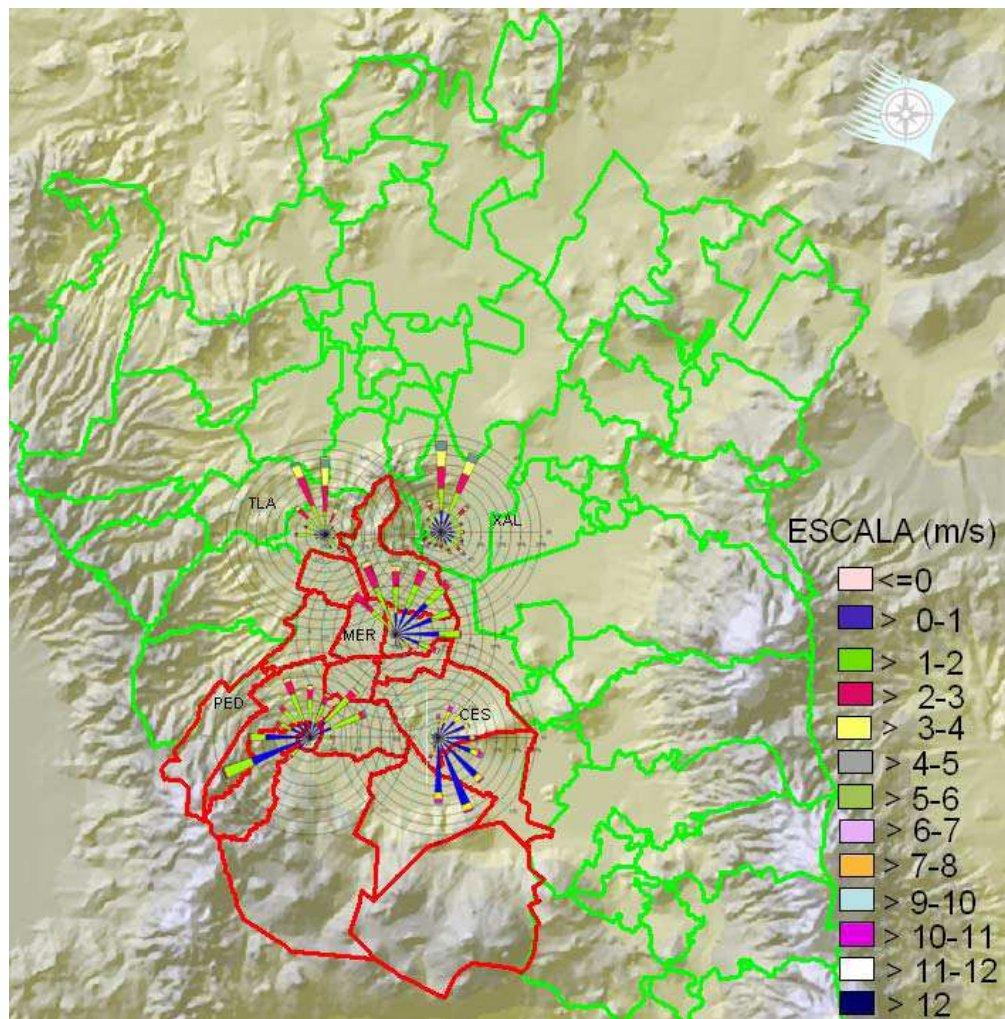 TLA
XAL
MER
PED
CES
ESCALA (m/s)
<=0
> 0-1
> 1-2
> 2-3
> 3-4
> 4-5
> 5-6
> 6-7
> 7-8
> 9-10
> 10-11
> 11-12
> 12